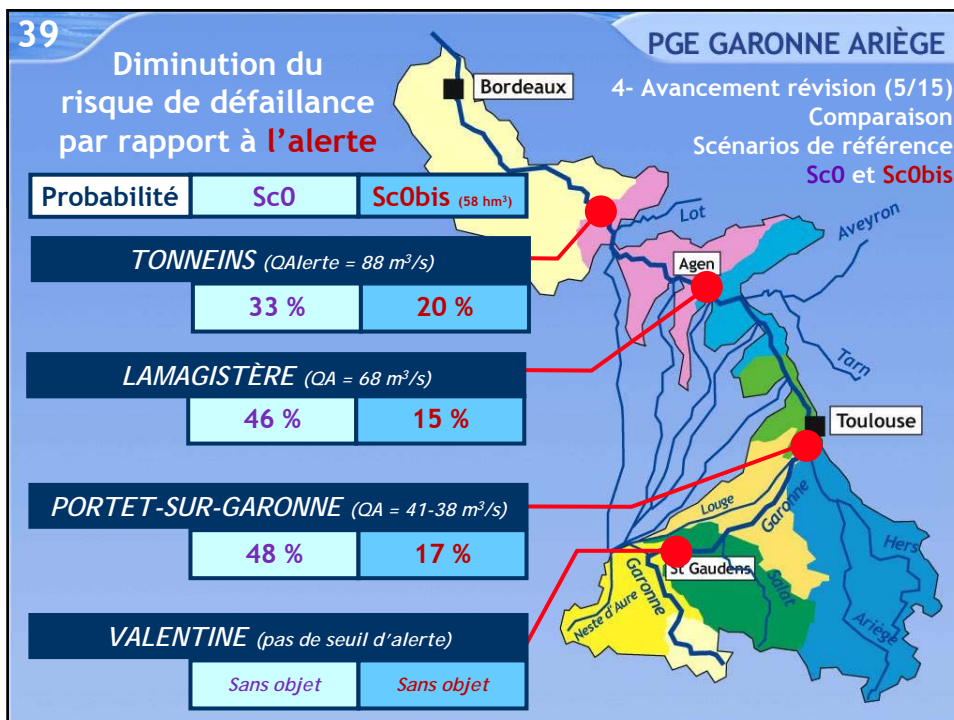 39
PGE GARONNE ARIÈGE
Diminution du
risque de défaillance
par rapport à l'alerte
4- Avancement révision (5/15)
Comparaison
Scénarios de référence
Sc0 et Sc0bis
Probabilité Sc0 Sc0bis (58 hm³)
TONNEINS (QAlerte = 88 m³/s)
33 % 20 %
LAMAGISTÈRE (QA = 68 m³/s)
46 % 15 %
PORTET-SUR-GARONNE (QA = 41-38 m³/s)
48 % 17 %
VALENTINE (pas de seuil d'alerte)
Sans objet Sans objet
Bordeaux
Lot
Aveyron
Agen
Tarn
Toulouse
Louge
Garonne
Hers
St Gaudens
Garonne
Salat
Neste d'Aure
Ariège